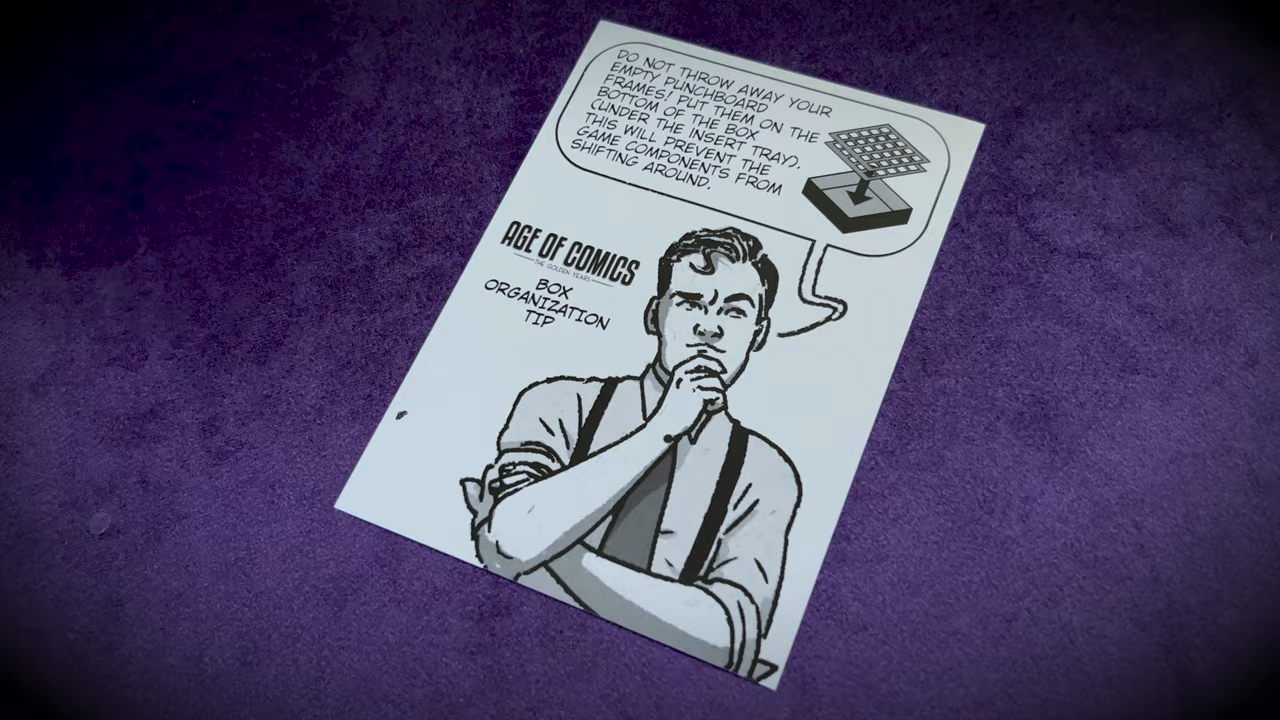 DO NOT THROW AWAY YOUR
EMPTY PUNCHBOARD
FRAMES! PUT THEM ON THE
BOTTOM OF THE BOX
(UNDER THE INSERT TRAY).
THIS WILL PREVENT THE
GAME COMPONENTS FROM
SHIFTING AROUND.
AGE OF COMICS
THE GOLDEN YEARS
BOX
ORGANIZATION
TIP